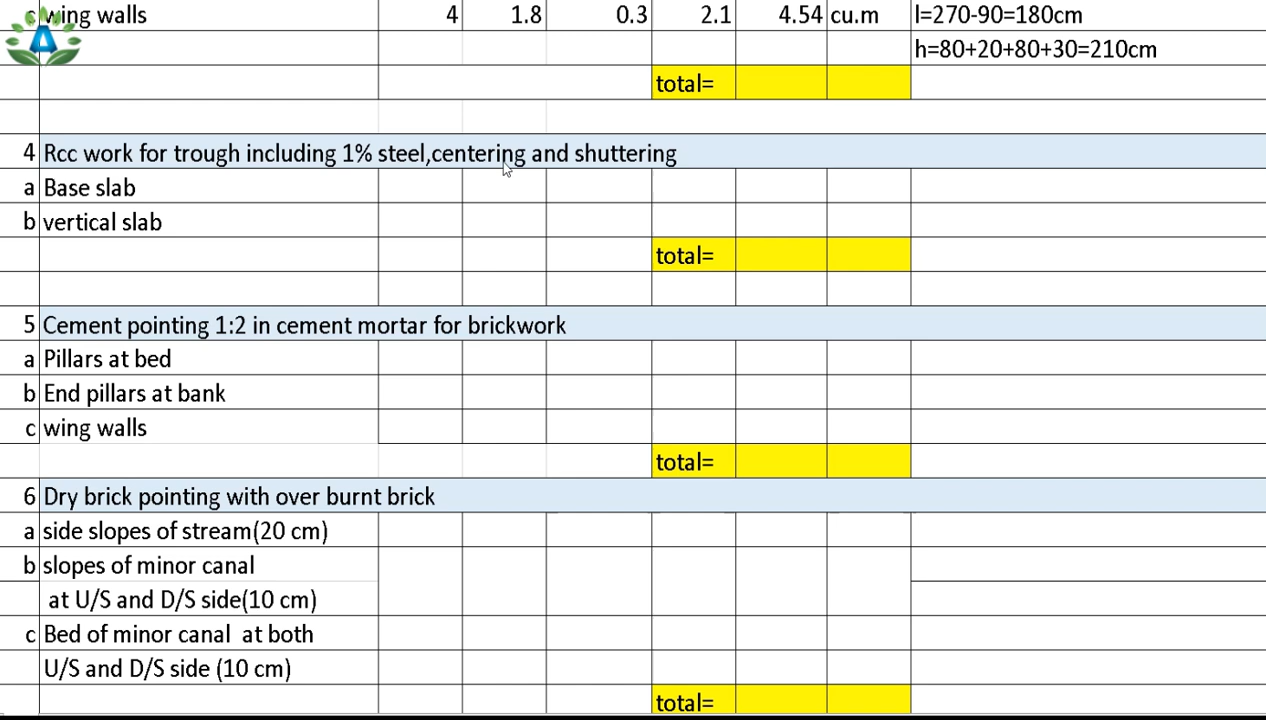 c wing walls 4 1.8 0.3 2.1 4.54 cu.m l=270-90=180cm
h=80+20+80+30=210cm
total=
4 Rcc work for trough including 1% steel,centering and shuttering
a Base slab
b vertical slab
total=
5 Cement pointing 1:2 in cement mortar for brickwork
a Pillars at bed
b End pillars at bank
c wing walls
total=
6 Dry brick pointing with over burnt brick
a side slopes of stream(20 cm)
b slopes of minor canal
at U/S and D/S side(10 cm)
c Bed of minor canal at both
U/S and D/S side (10 cm)
total=